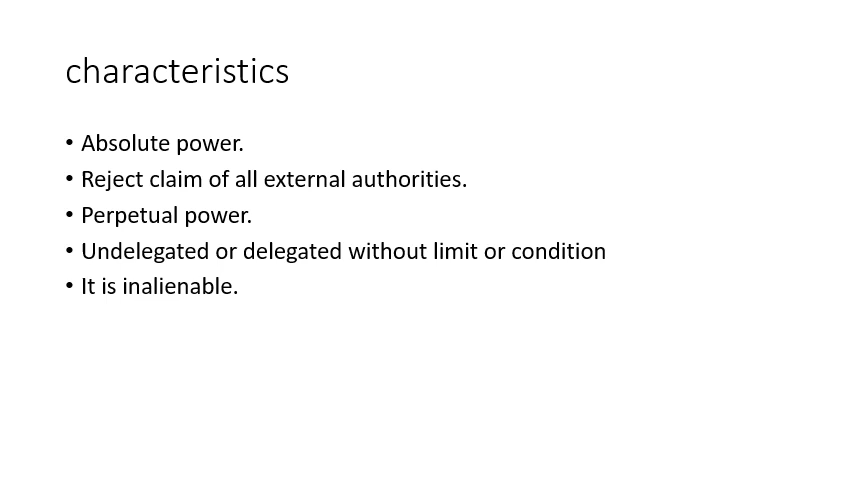 characteristics
• Absolute power.
• Reject claim of all external authorities.
• Perpetual power.
• Undelegated or delegated without limit or condition
• It is inalienable.